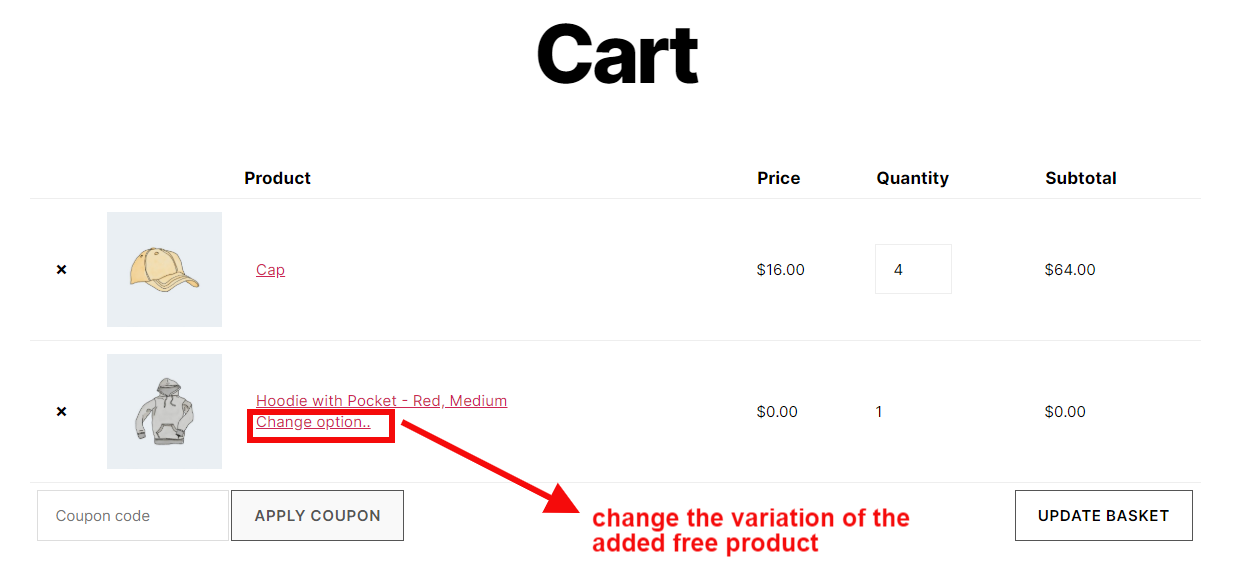 Cart
Product Price Quantity Subtotal
× Cap $16.00 4 $64.00
Hoodie with Pocket - Red, Medium
× $0.00 1 $0.00
Change option..
Coupon code APPLY COUPON UPDATE BASKET
change the variation of the
added free product